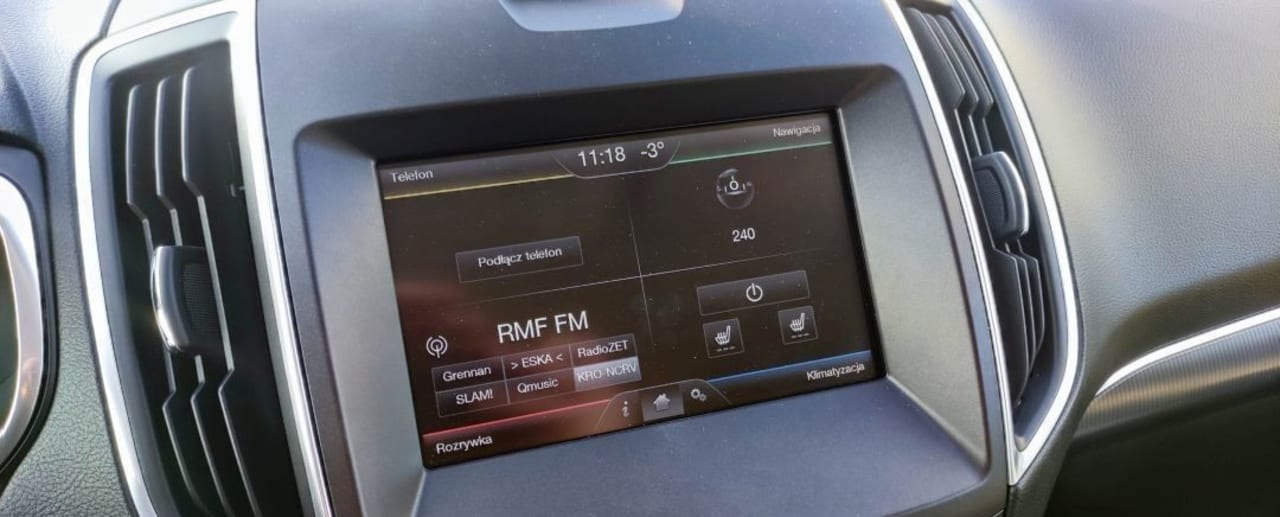 11:18 -3°
Telefon
Nawigacja
Podłącz telefon
240
RMF FM
Grennan
> ESKA <
RadioZET
SLAM!
Qmusic
KRO-NCRV
i
Rozrywka
Klimatyzacja